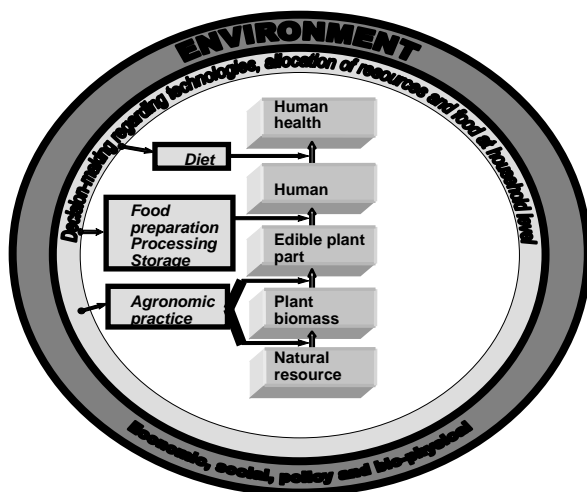 ENVIRONMENT
Decision-making regarding technologies, allocation of resources and food at household level
Human
health
Diet
Human
Food
preparation
Processing
Storage
Edible plant
part
Agronomic
practice
Plant
biomass
Natural
resource
Economic, social, policy and bio-physical